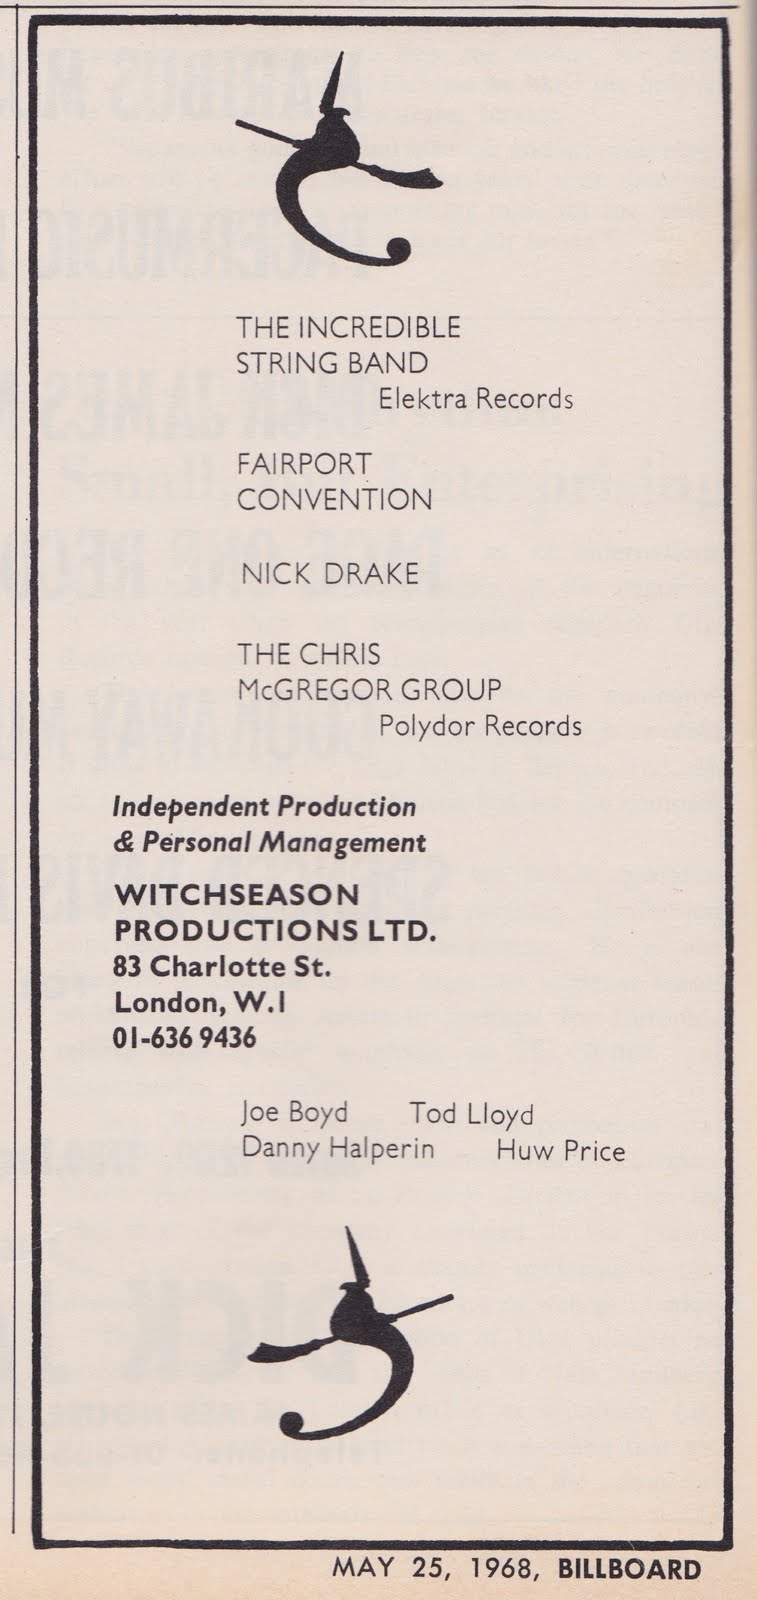 THE INCREDIBLE
STRING BAND
Elektra Records
FAIRPORT
CONVENTION
NICK DRAKE
THE CHRIS
McGREGOR GROUP
Polydor Records
Independent Production
& Personal Management
WITCHSEASON
PRODUCTIONS LTD.
83 Charlotte St.
London, W.1
01-636 9436
Joe Boyd Tod Lloyd
Danny Halperin Huw Price
MAY 25, 1968, BILLBOARD